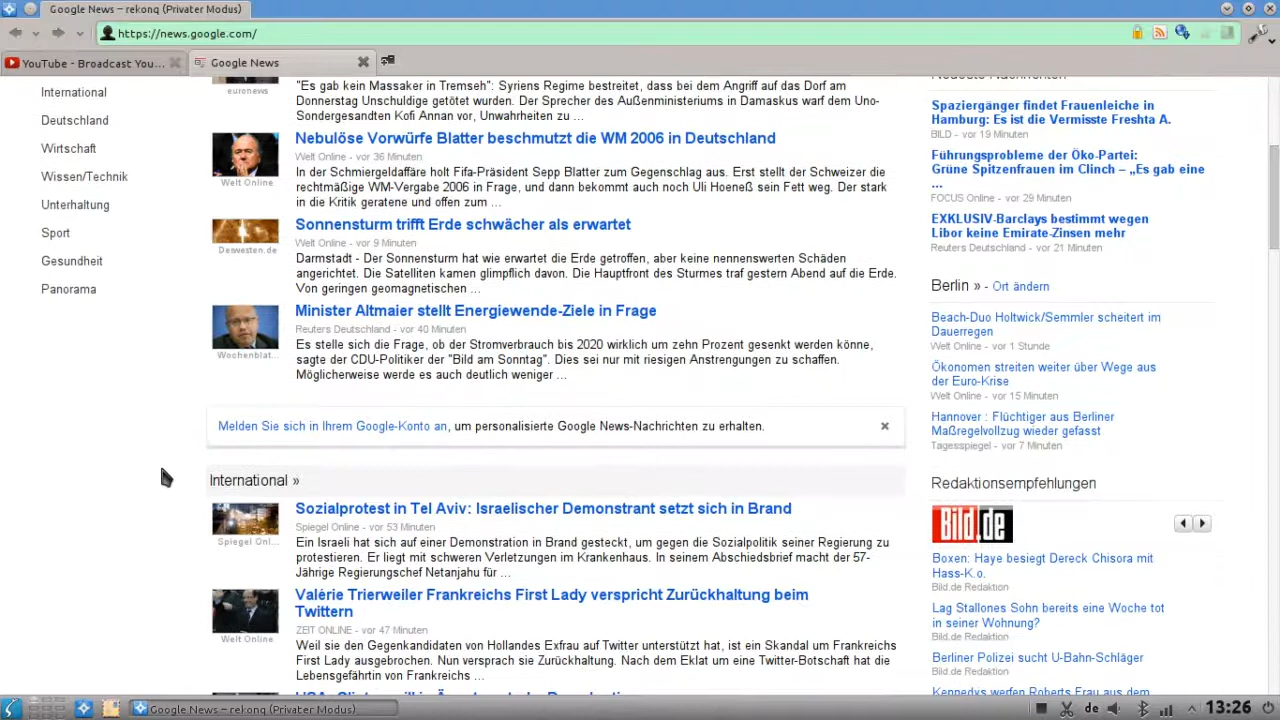 Google News – rekonq (Privater Modus)
https://news.google.com/
YouTube - Broadcast You...
Google News
International
Deutschland
Wirtschaft
Wissen/Technik
Unterhaltung
Sport
Gesundheit
Panorama
euronews
"Es gab kein Massaker in Tremseh": Syriens Regime bestreitet, dass bei dem Angriff auf das Dorf am
Donnerstag Unschuldige getötet wurden. Der Sprecher des Außenministeriums in Damaskus warf dem Uno-
Sondergesandten Kofi Annan vor, Unwahrheiten zu ...
Nebulöse Vorwürfe Blatter beschmutzt die WM 2006 in Deutschland
Welt Online - vor 36 Minuten
Welt Online
In der Schmiergeldaffäre holt Fifa-Präsident Sepp Blatter zum Gegenschlag aus. Erst stellt der Schweizer die
rechtmäßige WM-Vergabe 2006 in Frage, und dann bekommt auch noch Uli Hoeneß sein Fett weg. Der stark
in die Kritik geratene und offen zum ...
Sonnensturm trifft Erde schwächer als erwartet
Welt Online - vor 9 Minuten
Derwesten.de
Darmstadt - Der Sonnensturm hat wie erwartet die Erde getroffen, aber keine nennenswerten Schäden
angerichtet. Die Satelliten kamen glimpflich davon. Die Hauptfront des Sturmes traf gestern Abend auf die Erde.
Von geringen geomagnetischen ...
Minister Altmaier stellt Energiewende-Ziele in Frage
Reuters Deutschland - vor 40 Minuten
Wochenblat...
Es stelle sich die Frage, ob der Stromverbrauch bis 2020 wirklich um zehn Prozent gesenkt werden könne,
sagte der CDU-Politiker der "Bild am Sonntag". Dies sei nur mit riesigen Anstrengungen zu schaffen.
Möglicherweise werde es auch deutlich weniger ...
Melden Sie sich in Ihrem Google-Konto an, um personalisierte Google News-Nachrichten zu erhalten.
International »
Sozialprotest in Tel Aviv: Israelischer Demonstrant setzt sich in Brand
Spiegel Online - vor 53 Minuten
Spiegel Onl...
Ein Israeli hat sich auf einer Demonstration in Brand gesteckt, um gegen die Sozialpolitik seiner Regierung zu
protestieren. Er liegt mit schweren Verletzungen im Krankenhaus. In seinem Abschiedsbrief macht der 57-
Jährige Regierungschef Netanjahu für ...
Valérie Trierweiler Frankreichs First Lady verspricht Zurückhaltung beim
Twittern
ZEIT ONLINE - vor 47 Minuten
Welt Online
Weil sie den Gegenkandidaten von Hollandes Exfrau auf Twitter unterstützt hat, ist ein Skandal um Frankreichs
First Lady ausgebrochen. Nun versprach sie Zurückhaltung. Nach dem Eklat um eine Twitter-Botschaft hat die
Lebensgefährtin von Frankreichs ...
Neueste Nachrichten
Spaziergänger findet Frauenleiche in
Hamburg: Es ist die Vermisste Freshta A.
BILD - vor 19 Minuten
Führungsprobleme der Öko-Partei:
Grüne Spitzenfrauen im Clinch – „Es gab eine
...
FOCUS Online - vor 29 Minuten
EXKLUSIV-Barclays bestimmt wegen
Libor keine Emirate-Zinsen mehr
Reuters Deutschland - vor 21 Minuten
Berlin » - Ort ändern
Beach-Duo Holtwick/Semmler scheitert im
Dauerregen
Welt Online - vor 1 Stunde
Ökonomen streiten weiter über Wege aus
der Euro-Krise
Welt Online - vor 15 Minuten
Hannover : Flüchtiger aus Berliner
Maßregelvollzug wieder gefasst
Tagesspiegel - vor 7 Minuten
Redaktionsempfehlungen
Bild.de
Boxen: Haye besiegt Dereck Chisora mit
Hass-K.o.
Bild.de Redaktion
Lag Stallones Sohn bereits eine Woche tot
in seiner Wohnung?
Bild.de Redaktion
Berliner Polizei sucht U-Bahn-Schläger
Bild.de Redaktion
Kennedys werfen Roberts Frau aus dem
Google News – rekonq (Privater Modus)
de
13:26